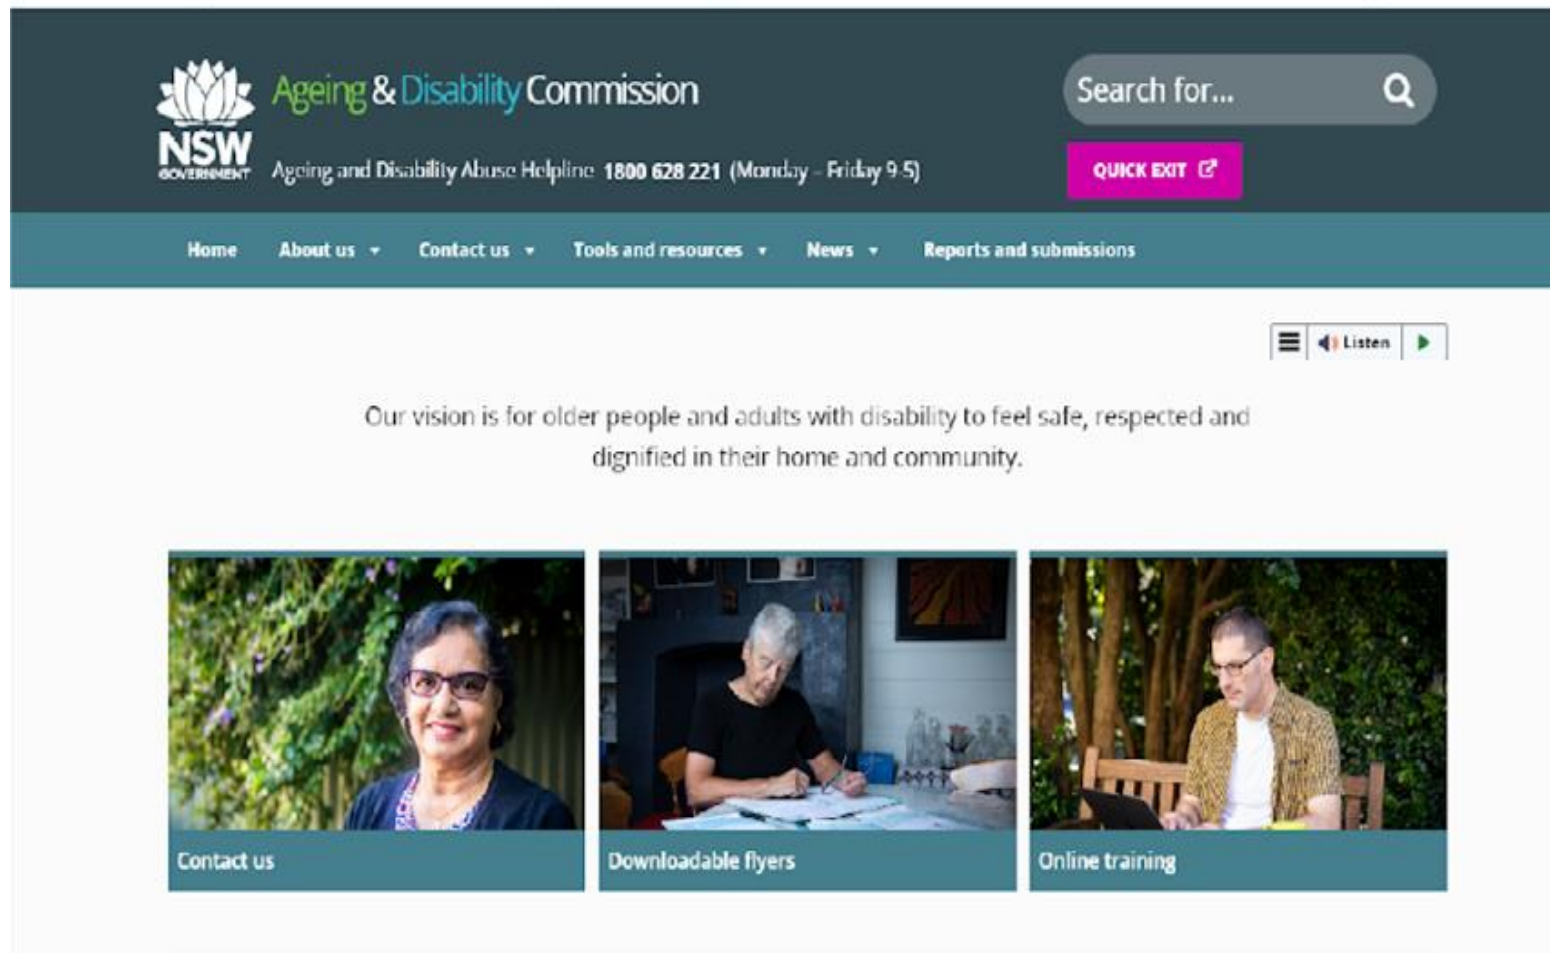 Ageing & Disability Commission
Search for...
NSW
GOVERNMENT
Ageing and Disability Abuse Helpline 1800 628 221 (Monday - Friday 9-5)
QUICK EXIT
Home About us Contact us Tools and resources News Reports and submissions
Listen
Our vision is for older people and adults with disability to feel safe, respected and
dignified in their home and community.
Contact us
Downloadable flyers
Online training